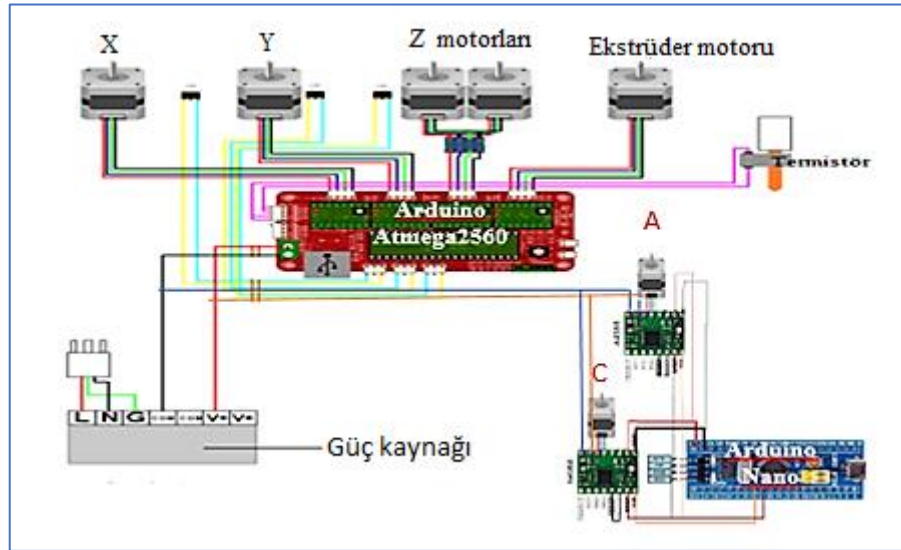 X
Y
Z motorları
Ekstrüder motoru
Termistör
Arduino
Atmega2560
A
C
L N G V+ V+
Güç kaynağı
Arduino
Nano